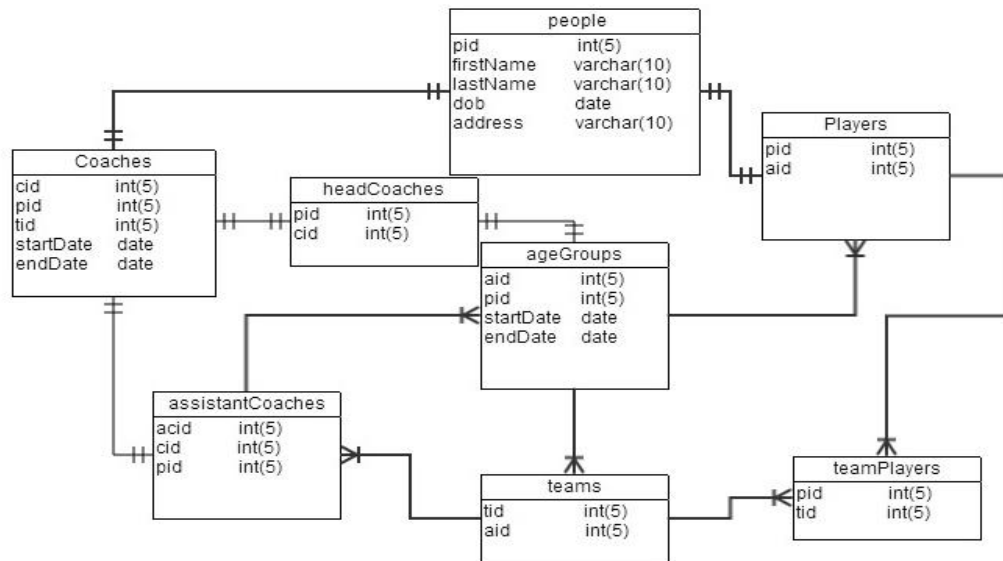 people
pid int(5)
firstName varchar(10)
lastName varchar(10)
dob date
address varchar(10)
Players
pid int(5)
aid int(5)
Coaches
cid int(5)
pid int(5)
tid int(5)
startDate date
endDate date
headCoaches
pid int(5)
cid int(5)
ageGroups
aid int(5)
pid int(5)
startDate date
endDate date
assistantCoaches
acid int(5)
cid int(5)
pid int(5)
teams
tid int(5)
aid int(5)
teamPlayers
pid int(5)
tid int(5)